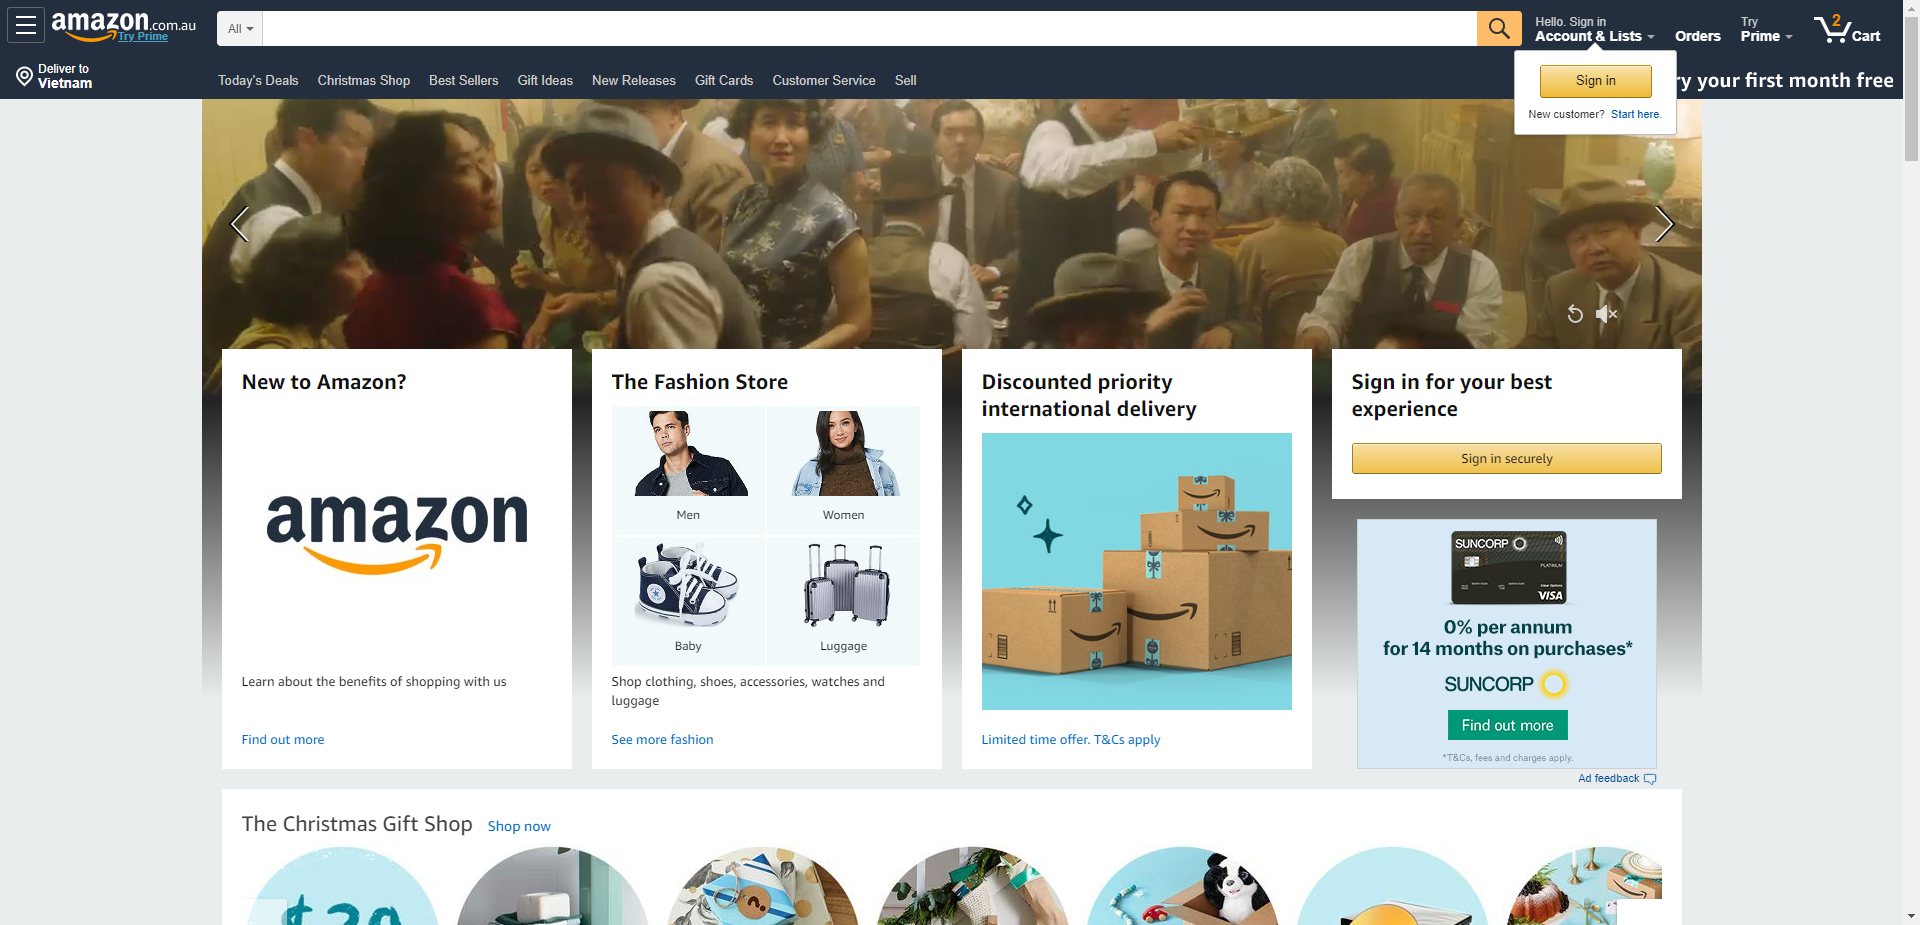 amazon.com.au
Try Prime
All
Hello. Sign in
Account & Lists
Orders
Try
Prime
2
Cart
Deliver to
Vietnam
Today's Deals
Christmas Shop
Best Sellers
Gift Ideas
New Releases
Gift Cards
Customer Service
Sell
ry your first month free
Sign in
New customer? Start here.
New to Amazon?
amazon
Learn about the benefits of shopping with us
Find out more
The Fashion Store
Men
Women
Baby
Luggage
Shop clothing, shoes, accessories, watches and
luggage
See more fashion
Discounted priority
international delivery
Limited time offer. T&Cs apply
Sign in for your best
experience
Sign in securely
SUNCORP
PLATINUM
VISA
0% per annum
for 14 months on purchases*
SUNCORP
Find out more
*T&Cs, fees and charges apply.
Ad feedback
The Christmas Gift Shop
Shop now